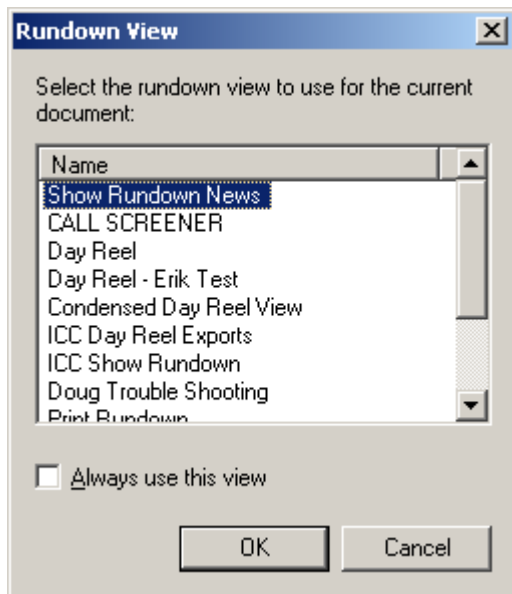 Rundown View
Select the rundown view to use for the current
document:
Name
Show Rundown News
CALL SCREENER
Day Reel
Day Reel - Erik Test
Condensed Day Reel View
ICC Day Reel Exports
ICC Show Rundown
Doug Trouble Shooting
Print Rundown
Always use this view
OK
Cancel